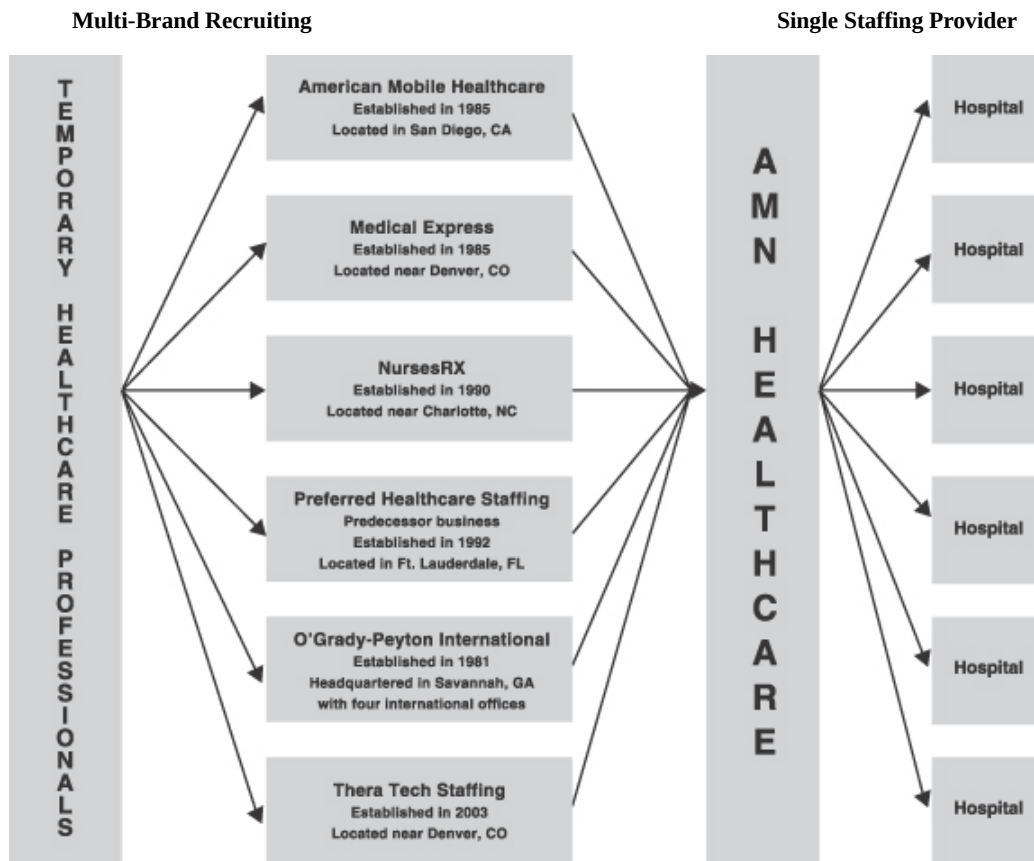 Multi-Brand Recruiting
Single Staffing Provider
TEMPORARY HEALTHCARE PROFESSIONALS
American Mobile Healthcare
Established in 1985
Located in San Diego, CA
Medical Express
Established in 1985
Located near Denver, CO
NursesRX
Established in 1990
Located near Charlotte, NC
Preferred Healthcare Staffing
Predecessor business
Established in 1992
Located in Ft. Lauderdale, FL
O'Grady-Peyton International
Established in 1981
Headquartered in Savannah, GA
with four international offices
Thera Tech Staffing
Established in 2003
Located near Denver, CO
AMN HEALTHCARE
Hospital
Hospital
Hospital
Hospital
Hospital
Hospital